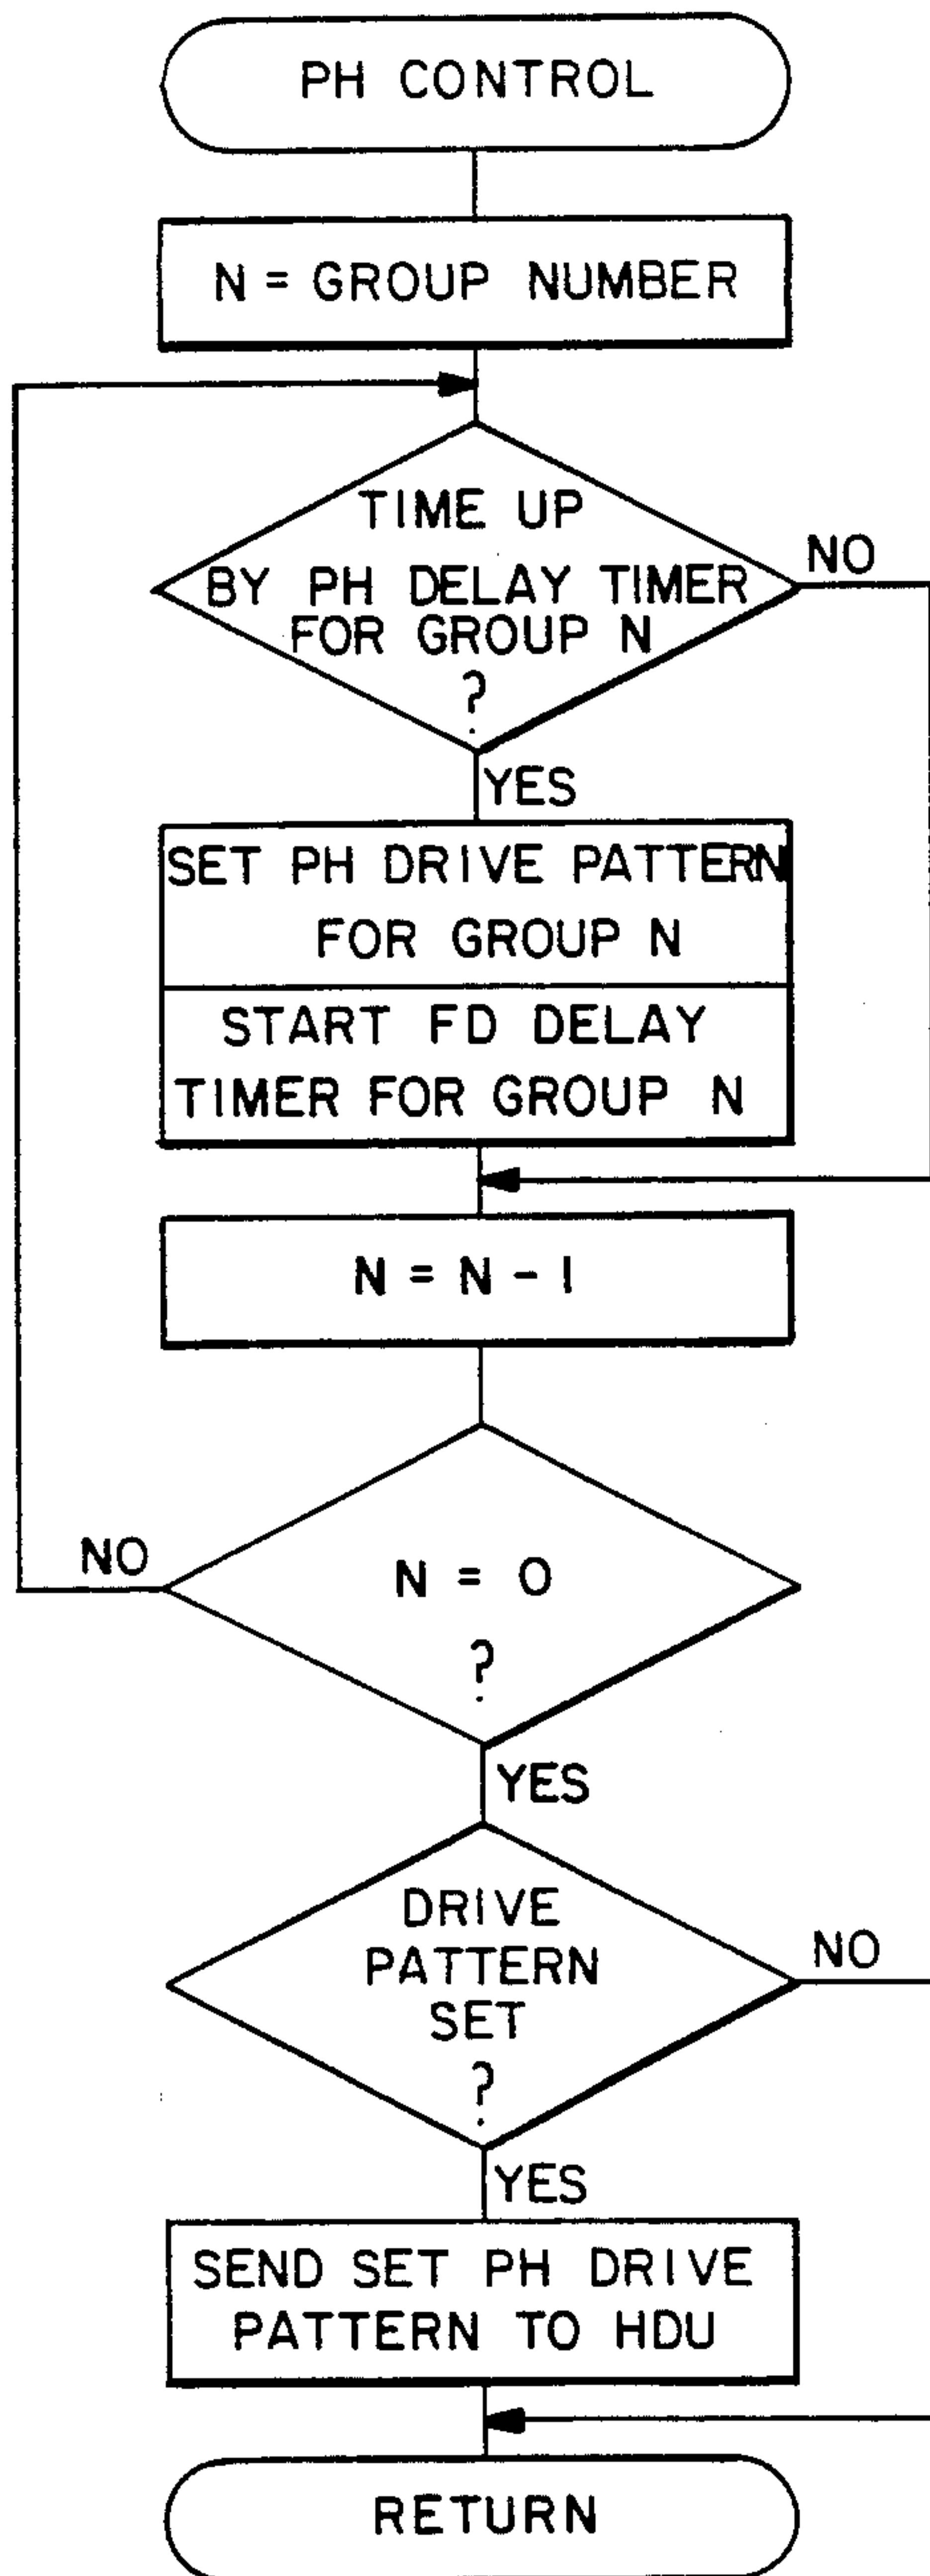 PH CONTROL
N = GROUP NUMBER
TIME UP
BY PH DELAY TIMER
FOR GROUP N
?
NO
YES
SET PH DRIVE PATTERN
FOR GROUP N
START FD DELAY
TIMER FOR GROUP N
N = N - 1
N = 0
?
NO
YES
DRIVE
PATTERN
SET
?
NO
YES
SEND SET PH DRIVE
PATTERN TO HDU
RETURN